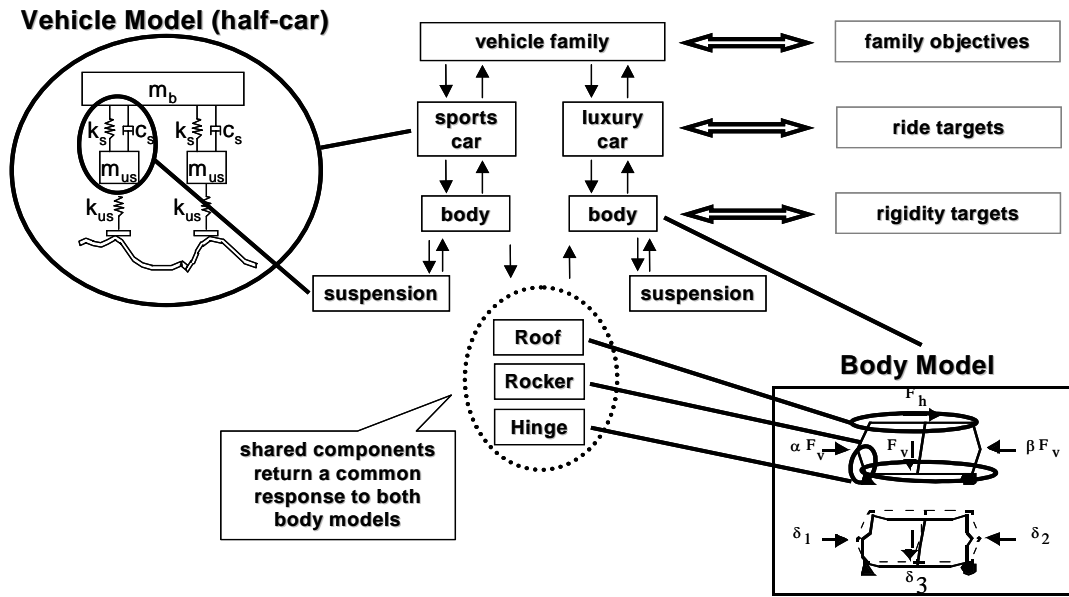 Vehicle Model (half-car)
vehicle family
family objectives
m_b
k_s
c_s
k_s
c_s
sports
car
luxury
car
ride targets
m_us
m_us
k_us
k_us
body
body
rigidity targets
suspension
suspension
Roof
Rocker
Hinge
shared components
return a common
response to both
body models
Body Model
F_h
α F_v
F_v
β F_v
δ_1
δ_2
δ_3